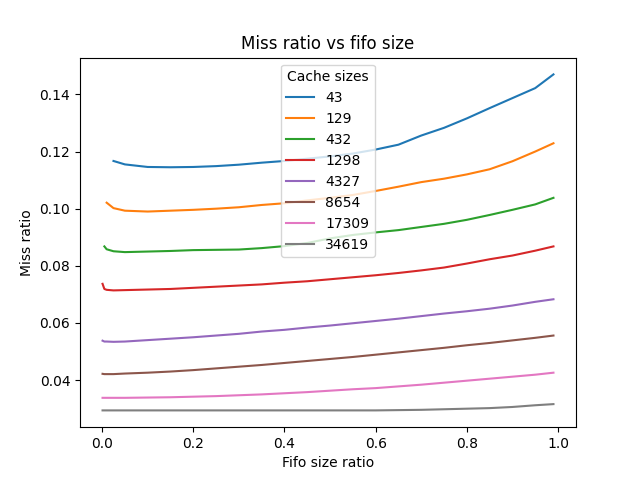 Miss ratio vs fifo size
Miss ratio
0.14
0.12
0.10
0.08
0.06
0.04
Cache sizes
43
129
432
1298
4327
8654
17309
34619
0.0 0.2 0.4 0.6 0.8 1.0
Fifo size ratio